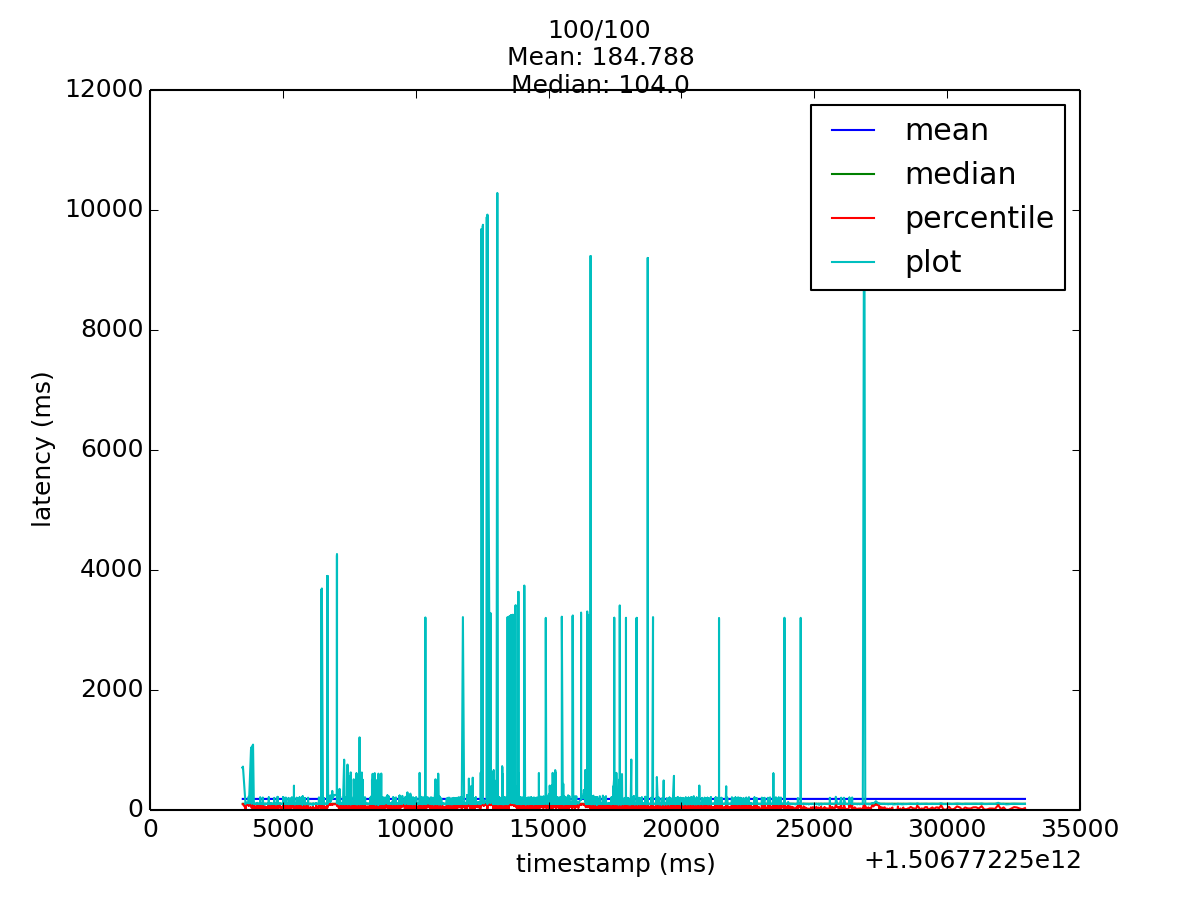 100/100
Mean: 184.788
Median: 104.0
12000
10000
8000
6000
4000
2000
0
latency (ms)
mean
median
percentile
plot
0
5000
10000
15000
20000
25000
30000
35000
timestamp (ms)
+1.50677225e12